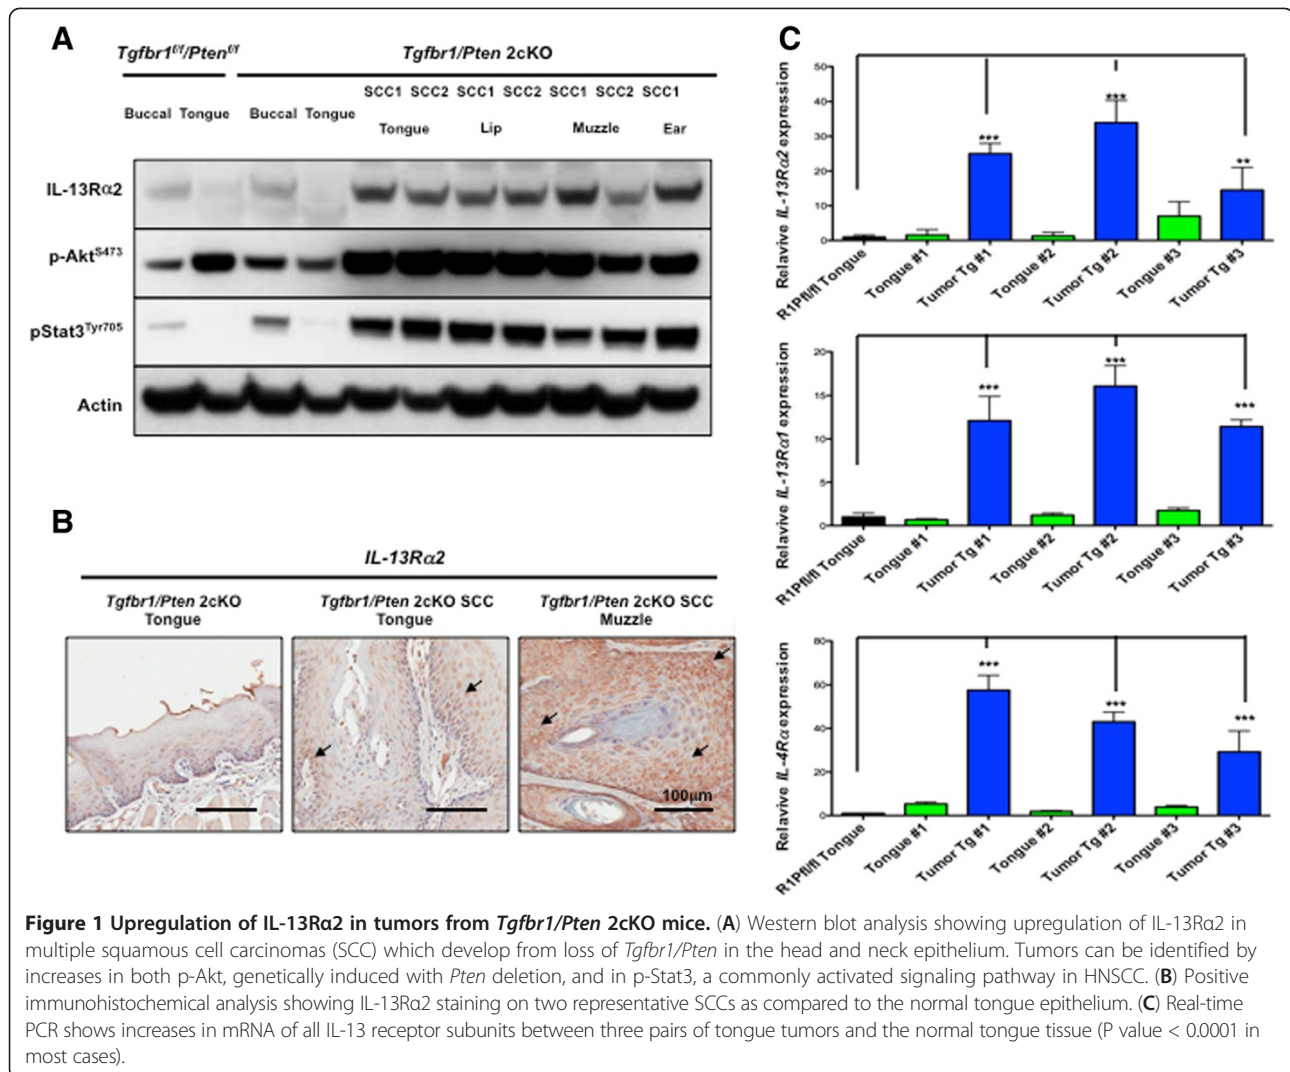 A
Tgfbr1f/f/Ptenf/f
Tgfbr1/Pten 2cKO
SCC1 SCC2 SCC1 SCC2 SCC1 SCC2 SCC1
Buccal Tongue Buccal Tongue
Tongue Lip Muzzle Ear
IL-13Rα2
p-AktS473
pStat3Tyr705
Actin
B
IL-13Rα2
Tgfbr1/Pten 2cKO
Tongue
Tgfbr1/Pten 2cKO SCC
Tongue
Tgfbr1/Pten 2cKO SCC
Muzzle
100µm
C
Relavive IL-13Rα2 expression
50
40
30
20
10
0
***
***
**
R1Pfl/fl Tongue
Tongue #1
Tumor Tg #1
Tongue #2
Tumor Tg #2
Tongue #3
Tumor Tg #3
Relavive IL-13Rα1 expression
20
15
10
5
0
***
***
***
R1Pfl/fl Tongue
Tongue #1
Tumor Tg #1
Tongue #2
Tumor Tg #2
Tongue #3
Tumor Tg #3
Relavive IL-4Rα expression
80
60
40
20
0
***
***
***
R1Pfl/fl Tongue
Tongue #1
Tumor Tg #1
Tongue #2
Tumor Tg #2
Tongue #3
Tumor Tg #3
Figure 1 Upregulation of IL-13Rα2 in tumors from Tgfbr1/Pten 2cKO mice. (A) Western blot analysis showing upregulation of IL-13Rα2 in
multiple squamous cell carcinomas (SCC) which develop from loss of Tgfbr1/Pten in the head and neck epithelium. Tumors can be identified by
increases in both p-Akt, genetically induced with Pten deletion, and in p-Stat3, a commonly activated signaling pathway in HNSCC. (B) Positive
immunohistochemical analysis showing IL-13Rα2 staining on two representative SCCs as compared to the normal tongue epithelium. (C) Real-time
PCR shows increases in mRNA of all IL-13 receptor subunits between three pairs of tongue tumors and the normal tongue tissue (P value < 0.0001 in
most cases).